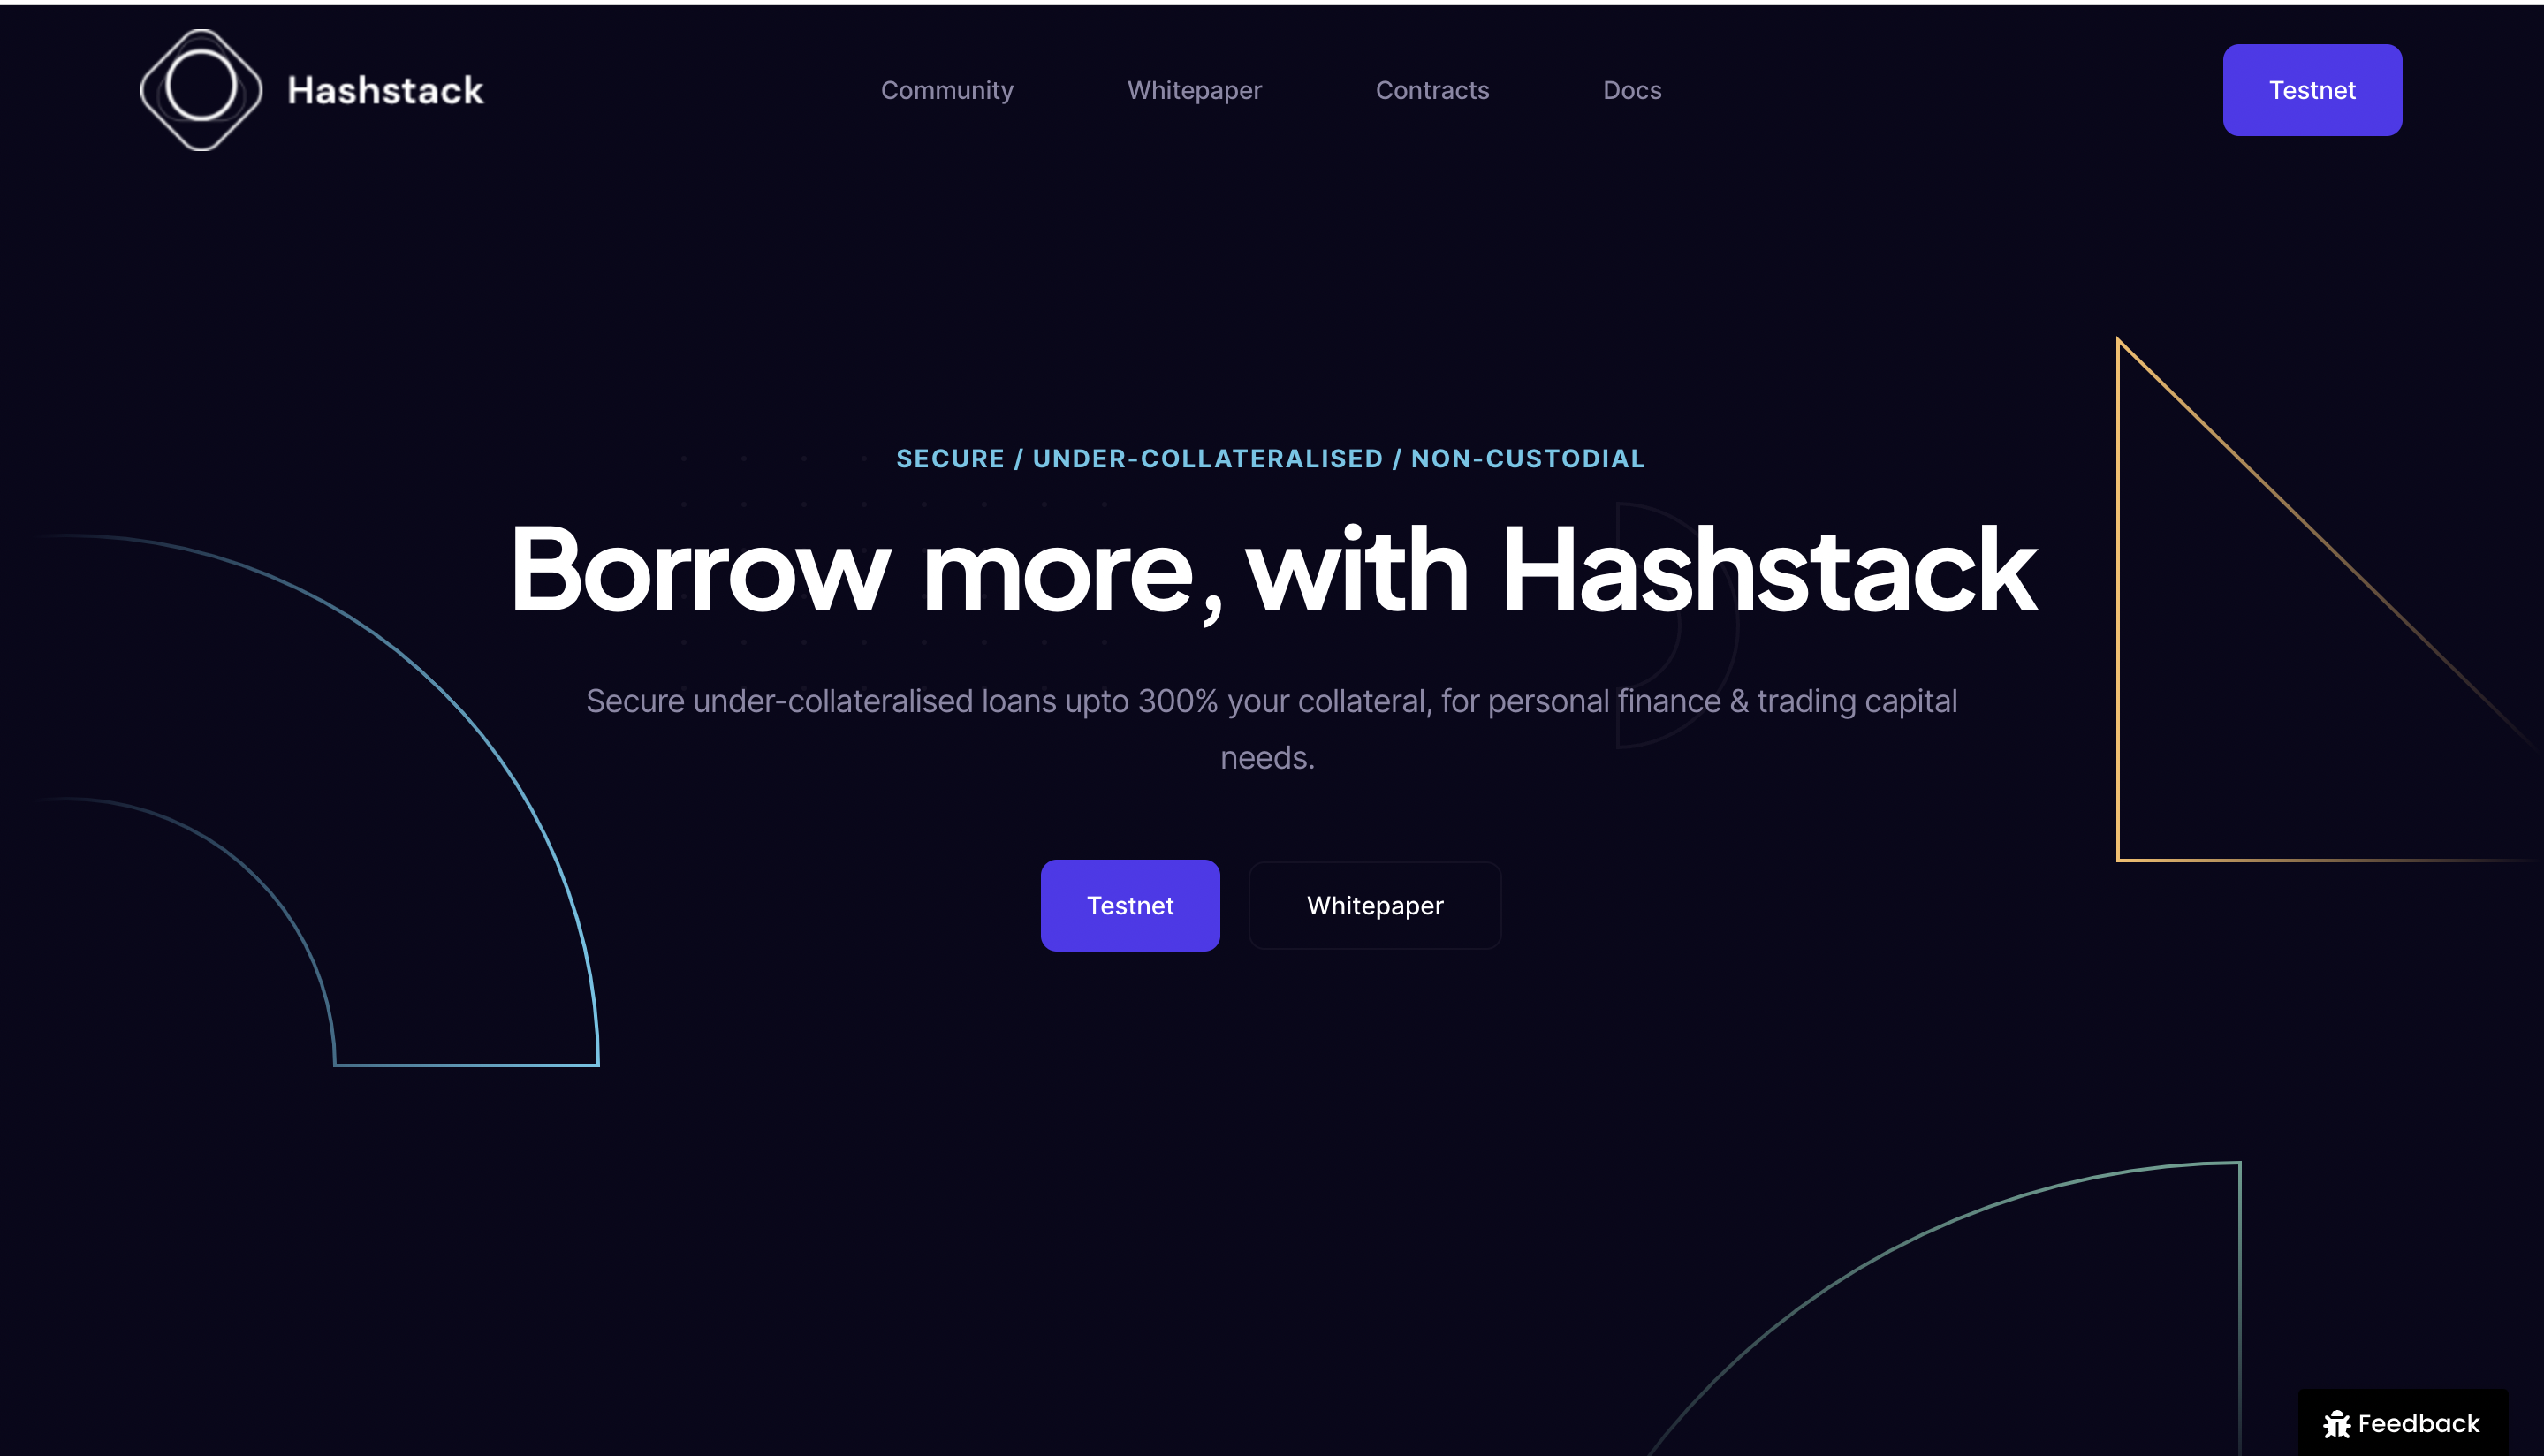 Hashstack
Community
Whitepaper
Contracts
Docs
Testnet
SECURE / UNDER-COLLATERALISED / NON-CUSTODIAL
Borrow more, with Hashstack
Secure under-collateralised loans upto 300% your collateral, for personal finance & trading capital
needs.
Testnet
Whitepaper
Feedback